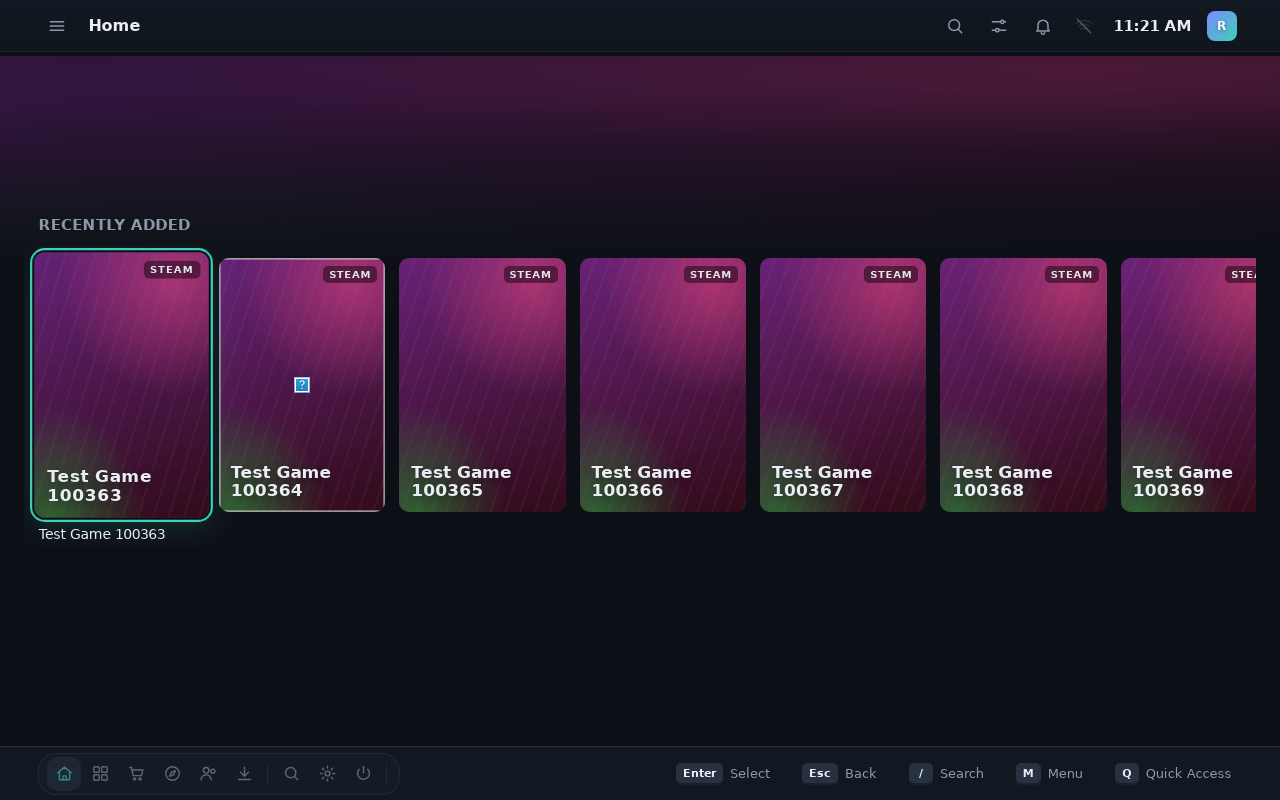 Home
11:21 AM
R
RECENTLY ADDED
STEAM
STEAM
STEAM
STEAM
STEAM
STEAM
?
Test Game
100363
Test Game
100364
Test Game
100365
Test Game
100366
Test Game
100367
Test Game
100368
Test Game
100369
Test Game 100363
Enter Select
Esc Back
/ Search
M Menu
Q Quick Access